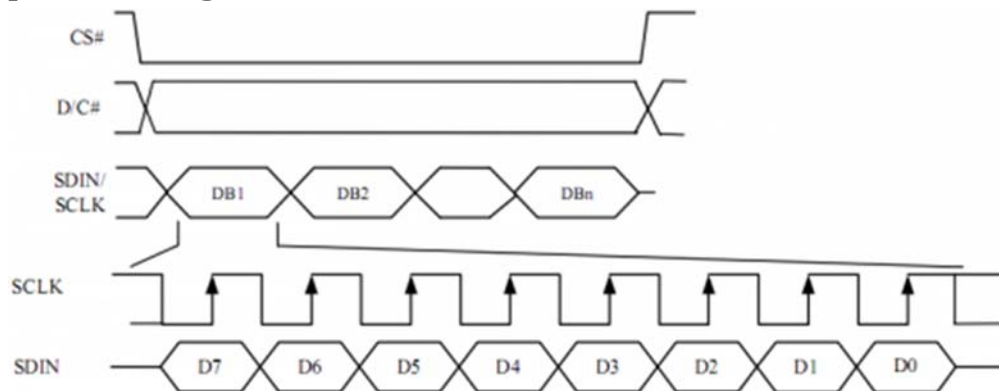 CS#
D/C#
SDIN/
SCLK
DB1 DB2 DBn
SCLK
SDIN D7 D6 D5 D4 D3 D2 D1 D0